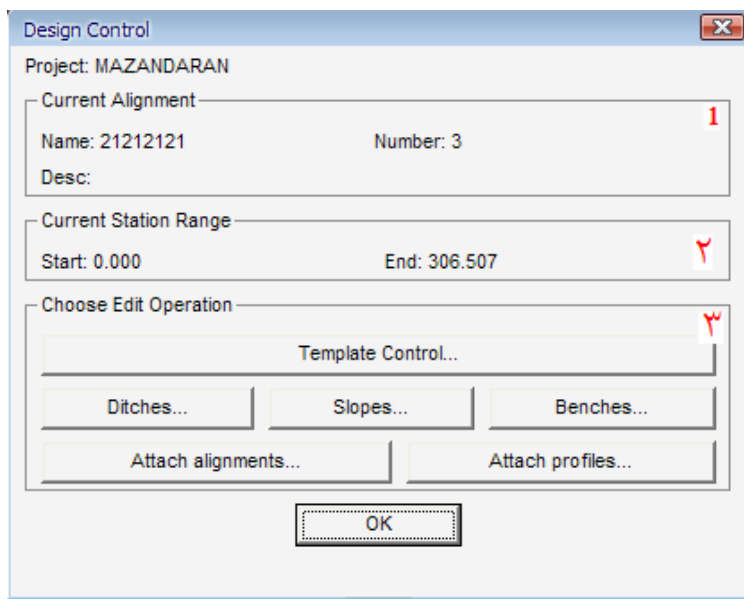 Design Control
Project: MAZANDARAN
Current Alignment
1
Name: 21212121 Number: 3
Desc:
Current Station Range
Start: 0.000 End: 306.507
۲
Choose Edit Operation
۳
Template Control...
Ditches... Slopes... Benches...
Attach alignments... Attach profiles...
OK